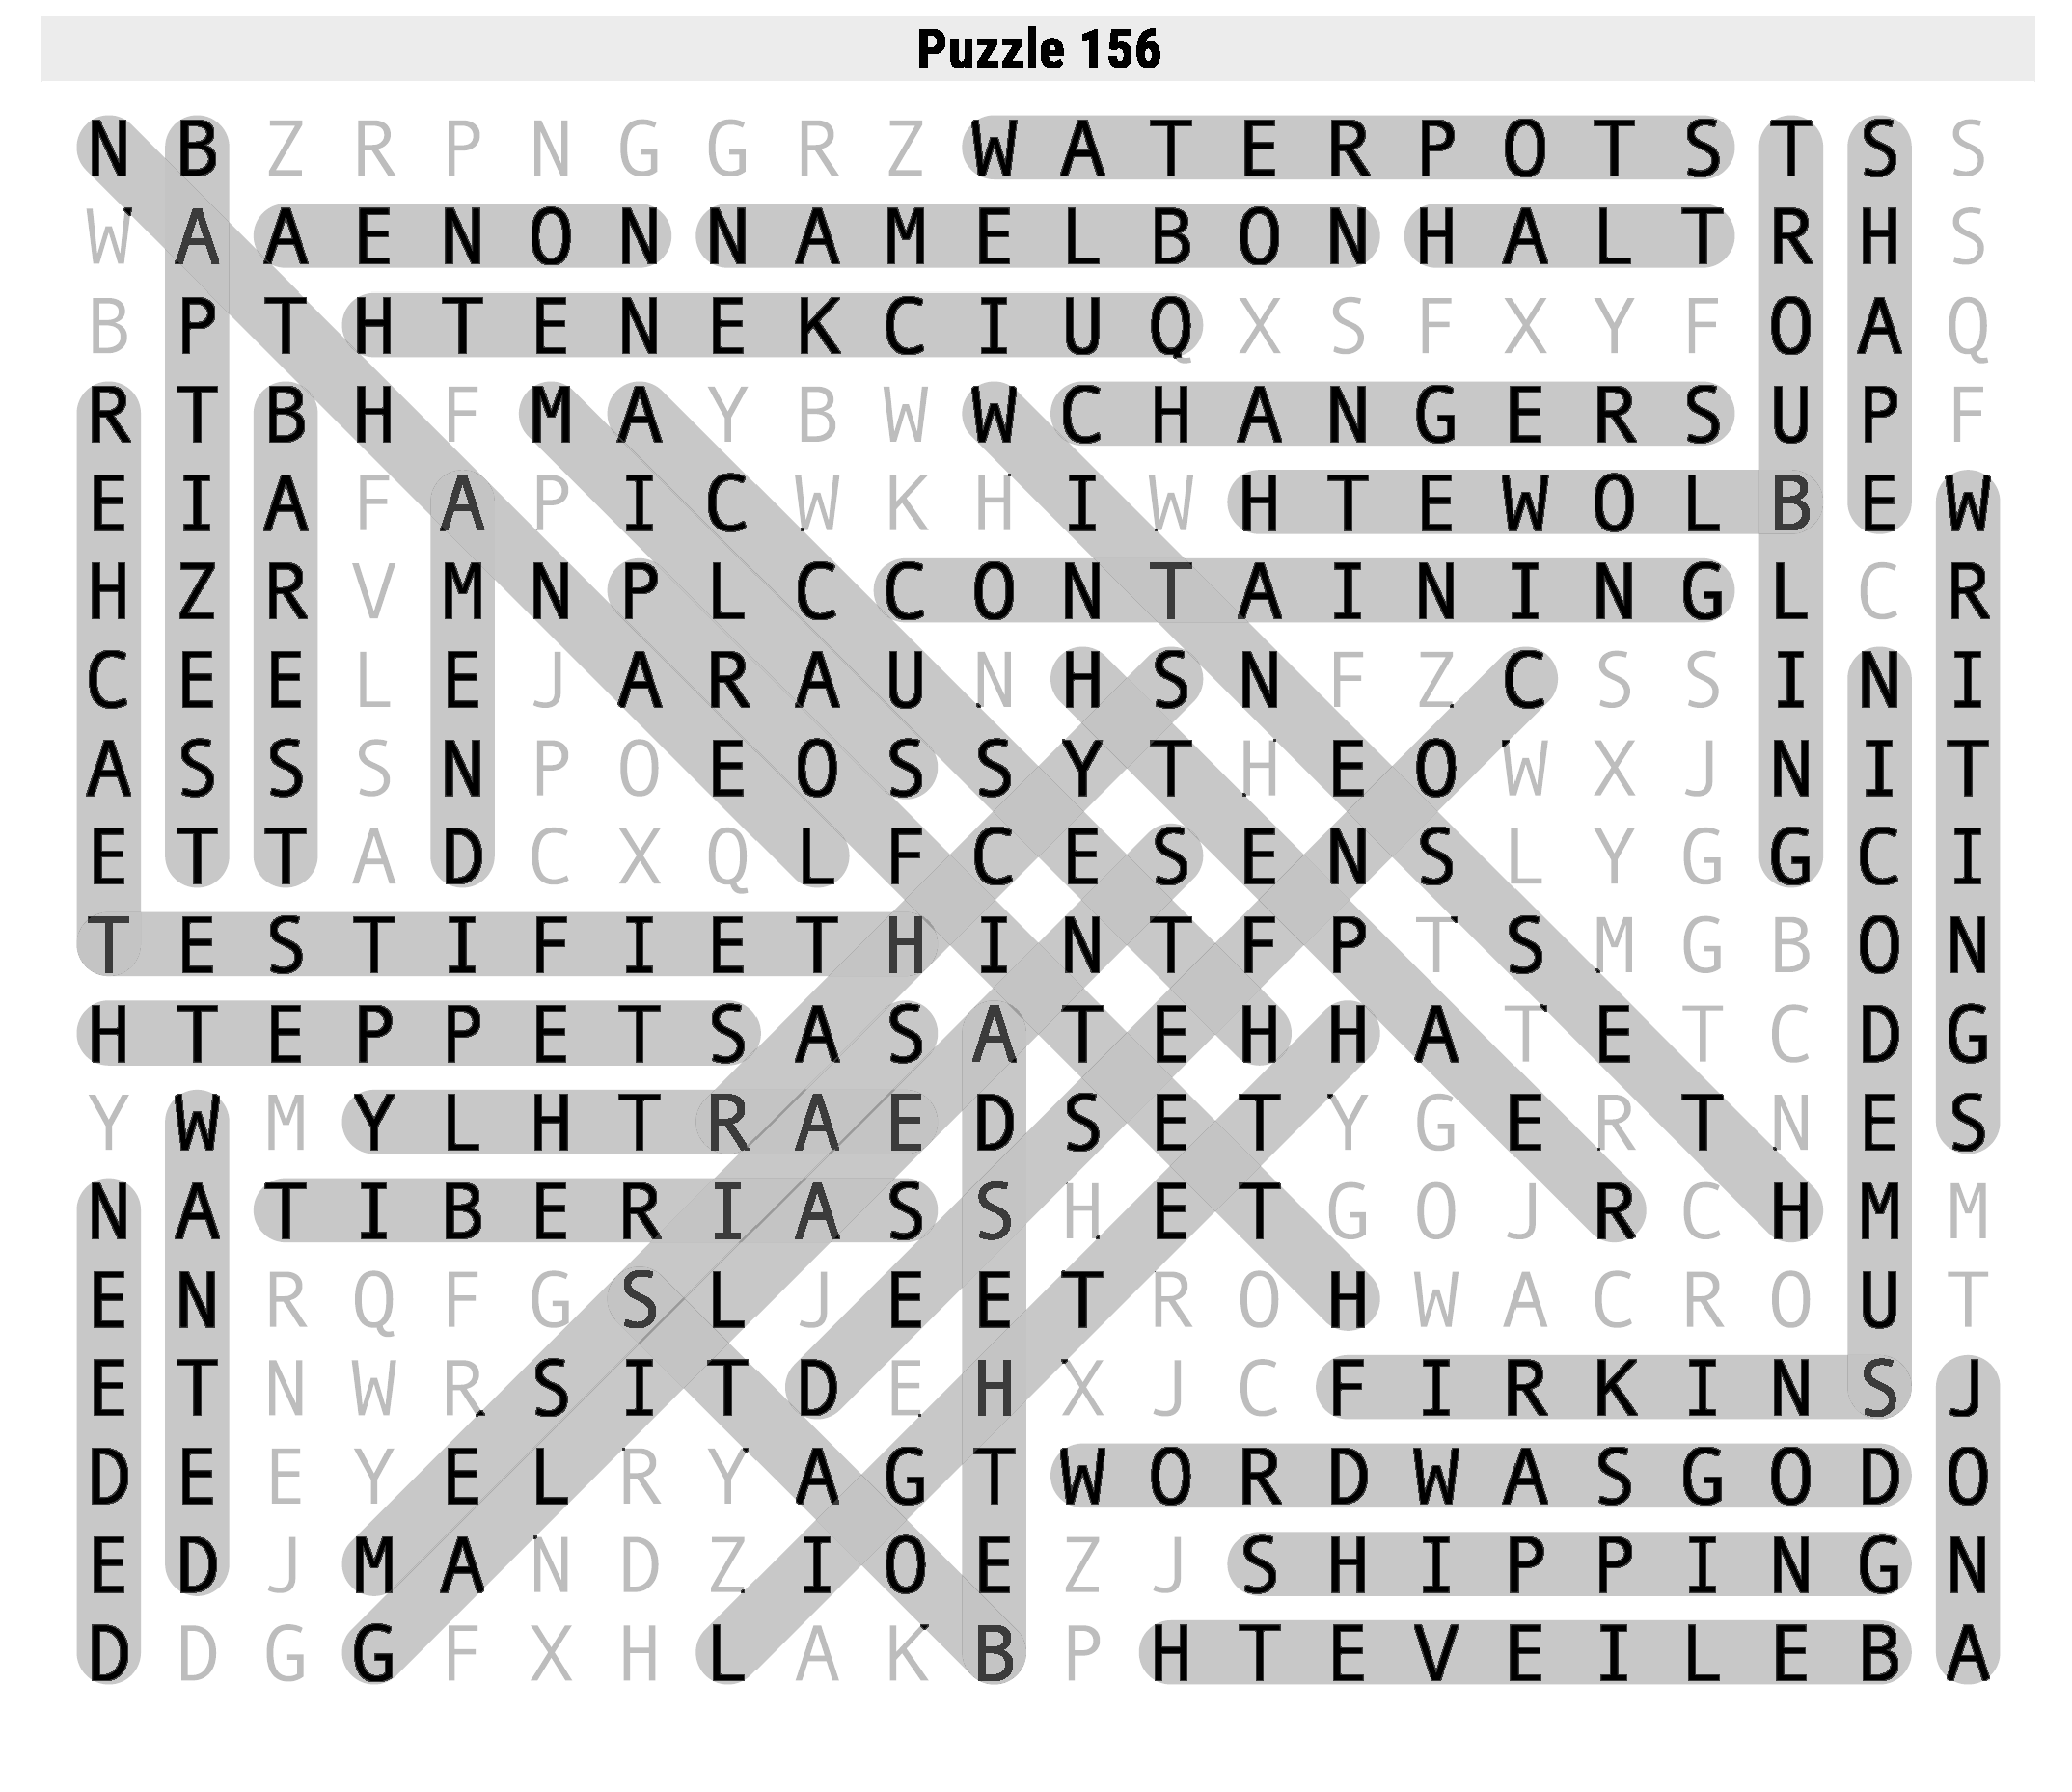 Puzzle 156
N B Z R P N G G R Z W A T E R P O T S T S S
W A A E N O N N A M E L B O N H A L T R H S
B P T H T E N E K C I U Q X S F X Y F O A Q
R T B H F M A Y B W W C H A N G E R S U P F
E I A F A P I C W K H I W H T E W O L B E W
H Z R V M N P L C C O N T A I N I N G L C R
C E E L E J A R A U N H S N F Z C S S I N I
A S S S N P O E O S S Y T H E O W X J N I T
E T T A D C X Q L F C E S E N S L Y G G C I
T E S T I F I E T H I N T F P T S M G B O N
H T E P P E T S A S A T E H H A T E T C D G
Y W M Y L H T R A E D S E T Y G E R T N E S
N A T I B E R I A S S H E T G O J R C H M M
E N R Q F G S L J E E T R O H W A C R O U T
E T N W R S I T D E H X J C F I R K I N S J
D E E Y E L R Y A G T W O R D W A S G O D O
E D J M A N D Z I O E Z J S H I P P I N G N
D D G G F X H L A K B P H T E V E I L E B A